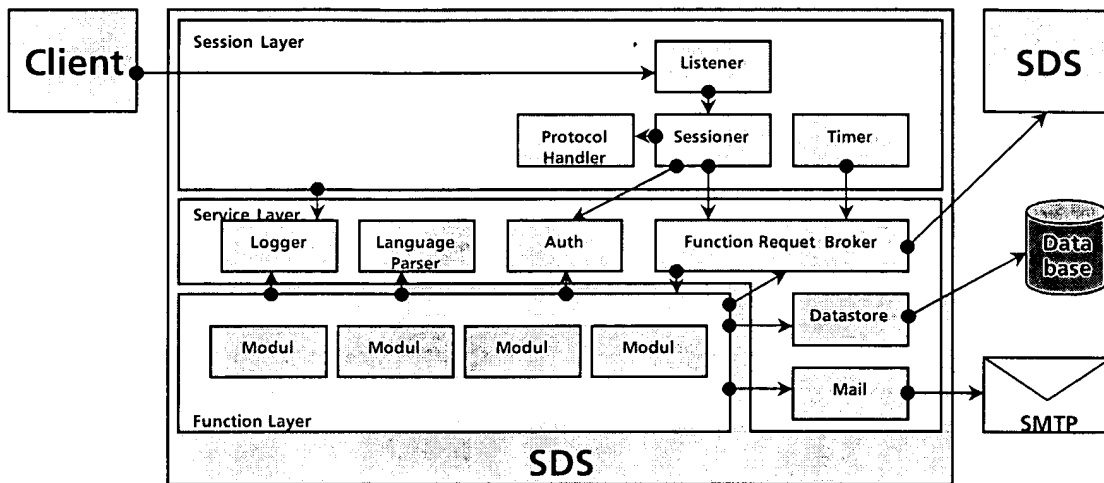 Client
Session Layer
Listener
SDS
Protocol
Handler
Sessioner
Timer
Service Layer
Logger
Language
Parser
Auth
Function Requet Broker
Data
base
Datastore
Modul
Modul
Modul
Modul
Mail
Function Layer
SMTP
SDS